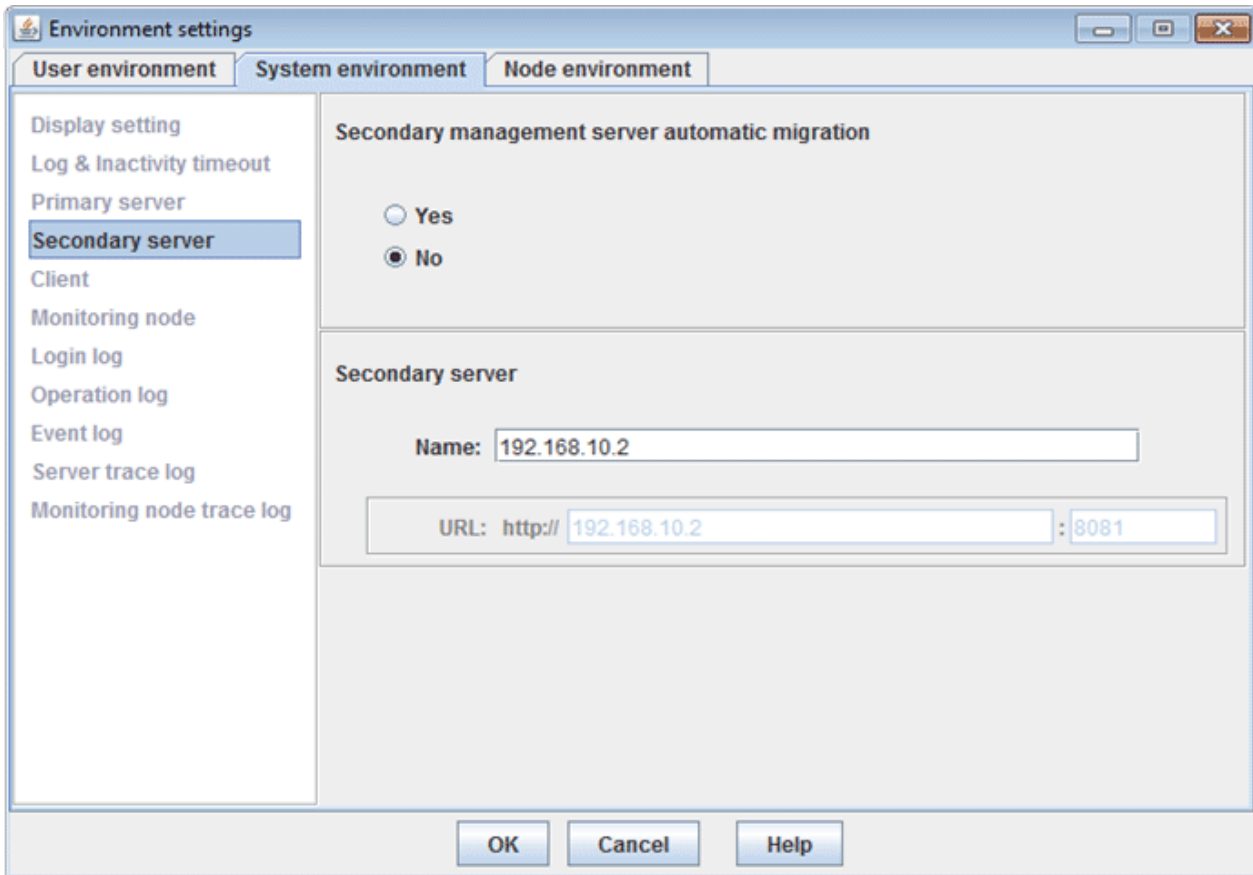 Environment settings
User environment System environment Node environment
Display setting
Log & Inactivity timeout
Primary server
Secondary server
Client
Monitoring node
Login log
Operation log
Event log
Server trace log
Monitoring node trace log
Secondary management server automatic migration
Yes
No
Secondary server
Name: 192.168.10.2
URL: http:// 192.168.10.2 : 8081
OK Cancel Help